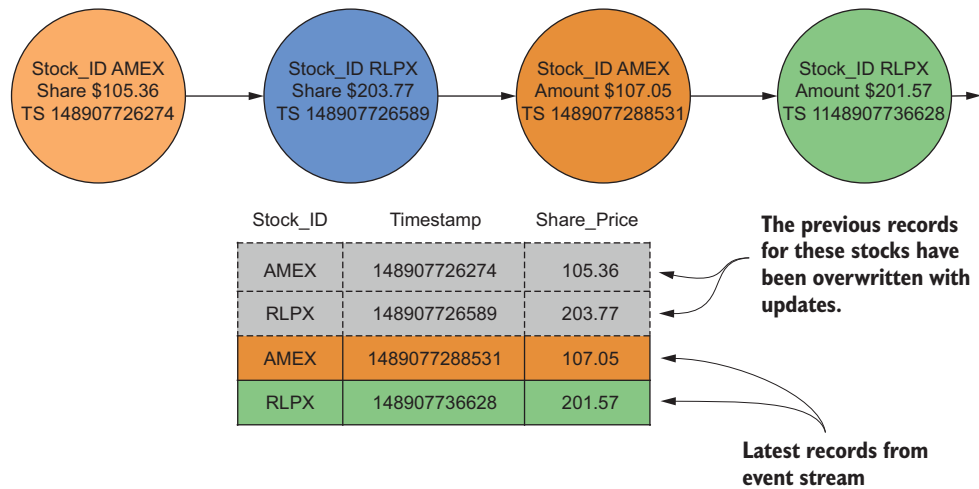 Stock_ID AMEX
Share $105.36
TS 148907726274
Stock_ID RLPX
Share $203.77
TS 148907726589
Stock_ID AMEX
Amount $107.05
TS 1489077288531
Stock_ID RLPX
Amount $201.57
TS 1148907736628
Stock_ID Timestamp Share_Price
AMEX 148907726274 105.36
RLPX 148907726589 203.77
AMEX 1489077288531 107.05
RLPX 148907736628 201.57
The previous records
for these stocks have
been overwritten with
updates.
Latest records from
event stream